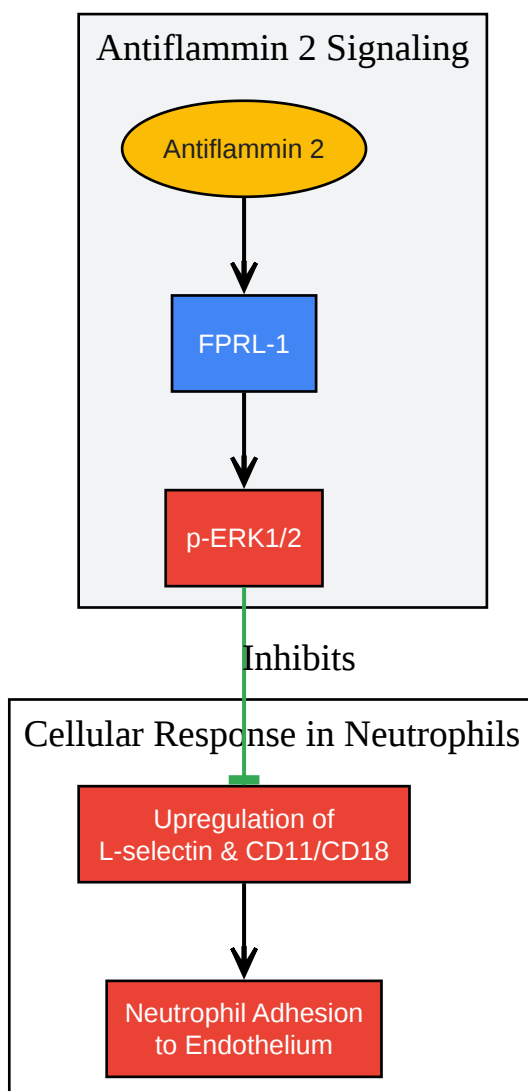 Antiflammin 2 Signaling
Antiflammin 2
FPRL-1
p-ERK1/2
Inhibits
Cellular Response in Neutrophils
Upregulation of
L-selectin & CD11/CD18
Neutrophil Adhesion
to Endothelium